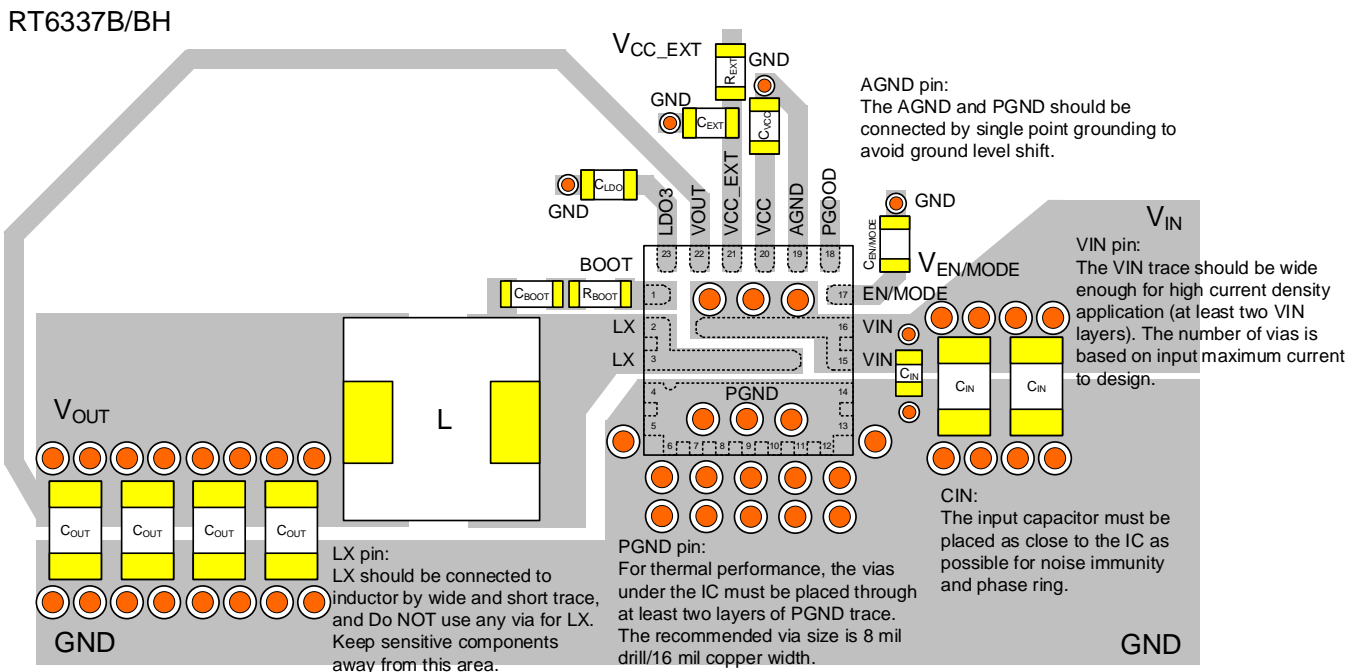 RT6337B/BH
VCC_EXT
REXT
GND
GND
CEXT
CVCC
AGND pin:
The AGND and PGND should be
connected by single point grounding to
avoid ground level shift.
CLDO
GND
LDO3
VOUT
VCC_EXT
VCC
AGND
PGOOD
GND
CEN/MODE
VIN
VEN/MODE
VIN pin:
The VIN trace should be wide
enough for high current density
application (at least two VIN
layers). The number of vias is
based on input maximum current
to design.
BOOT
CBOOT
RBOOT
23
22
21
20
19
18
1
17
EN/MODE
LX
2
16
VIN
LX
3
15
VIN
CIN
CIN
CIN
4
PGND
14
5
13
6
7
8
9
10
11
12
VOUT
L
COUT
COUT
COUT
COUT
GND
LX pin:
LX should be connected to
inductor by wide and short trace,
and Do NOT use any via for LX.
Keep sensitive components
away from this area.
PGND pin:
For thermal performance, the vias
under the IC must be placed through
at least two layers of PGND trace.
The recommended via size is 8 mil
drill/16 mil copper width.
CIN:
The input capacitor must be
placed as close to the IC as
possible for noise immunity
and phase ring.
GND